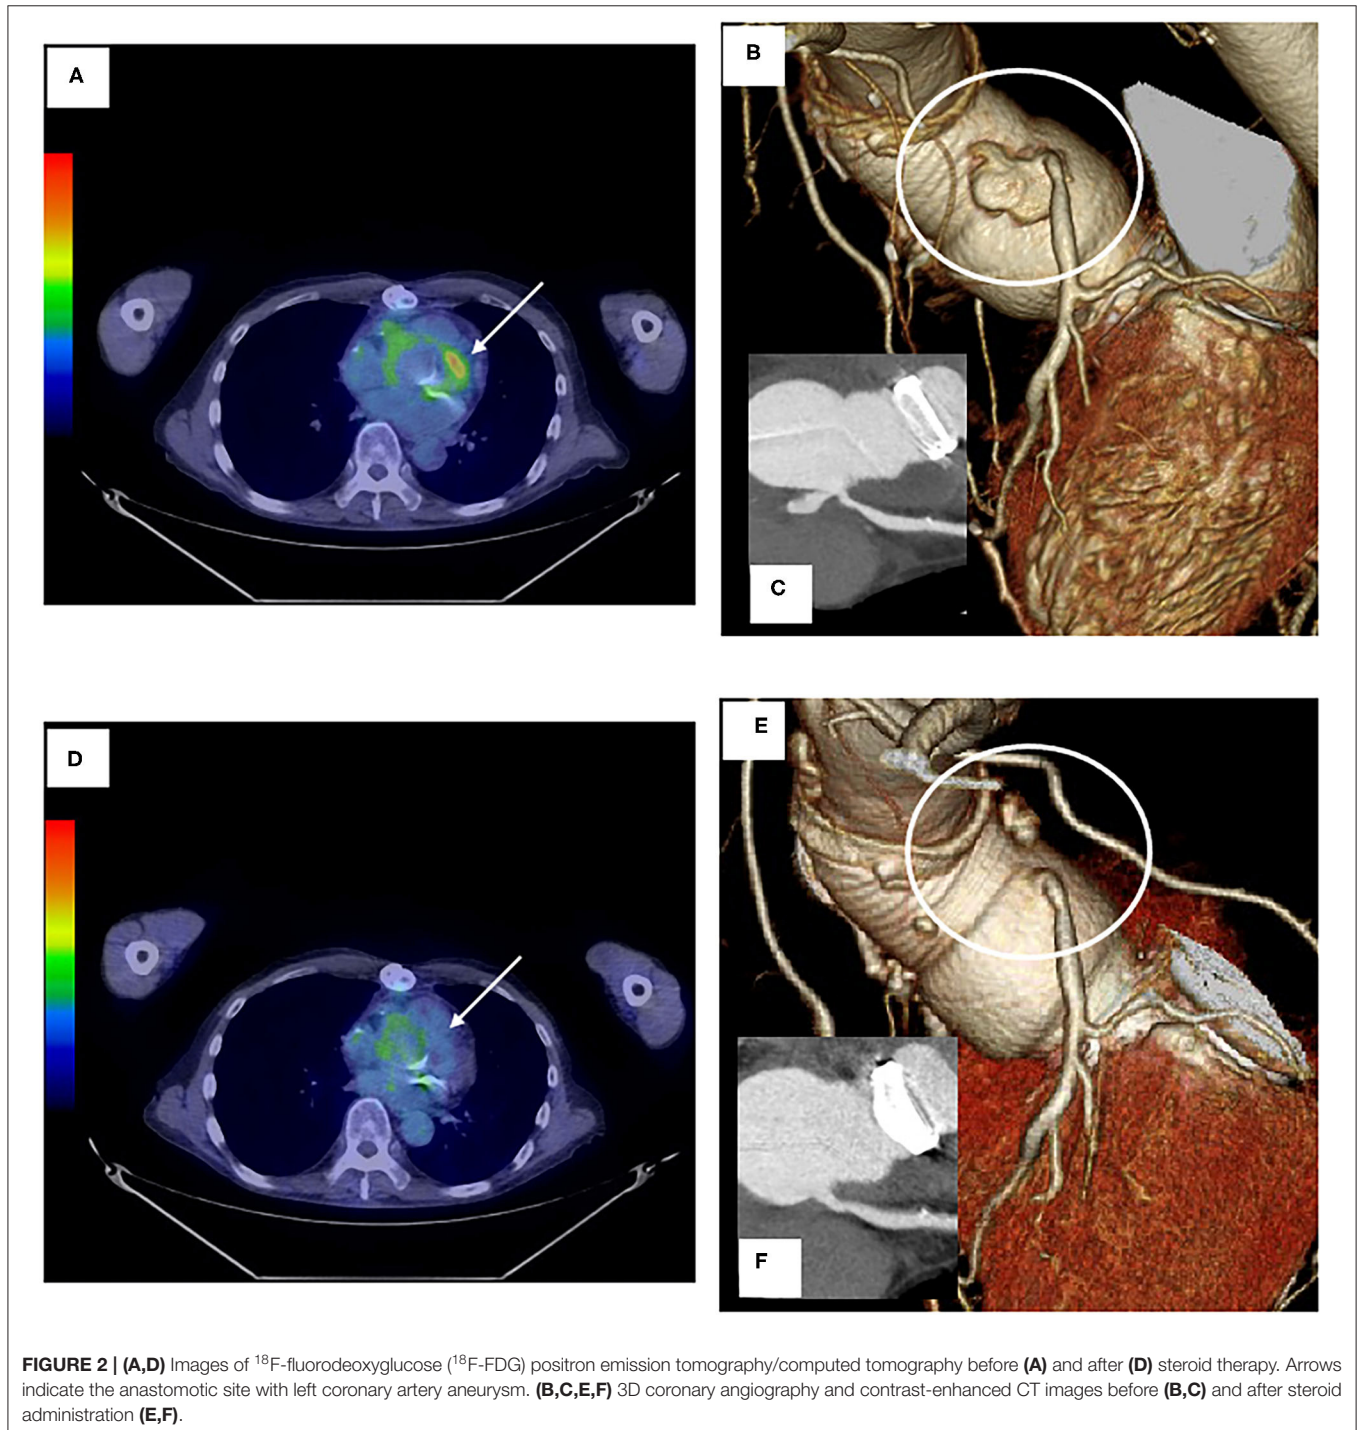 A
B
C
D
E
F
FIGURE 2 | (A,D) Images of ¹⁸F-fluorodeoxyglucose (¹⁸F-FDG) positron emission tomography/computed tomography before (A) and after (D) steroid therapy. Arrows
indicate the anastomotic site with left coronary artery aneurysm. (B,C,E,F) 3D coronary angiography and contrast-enhanced CT images before (B,C) and after steroid
administration (E,F).